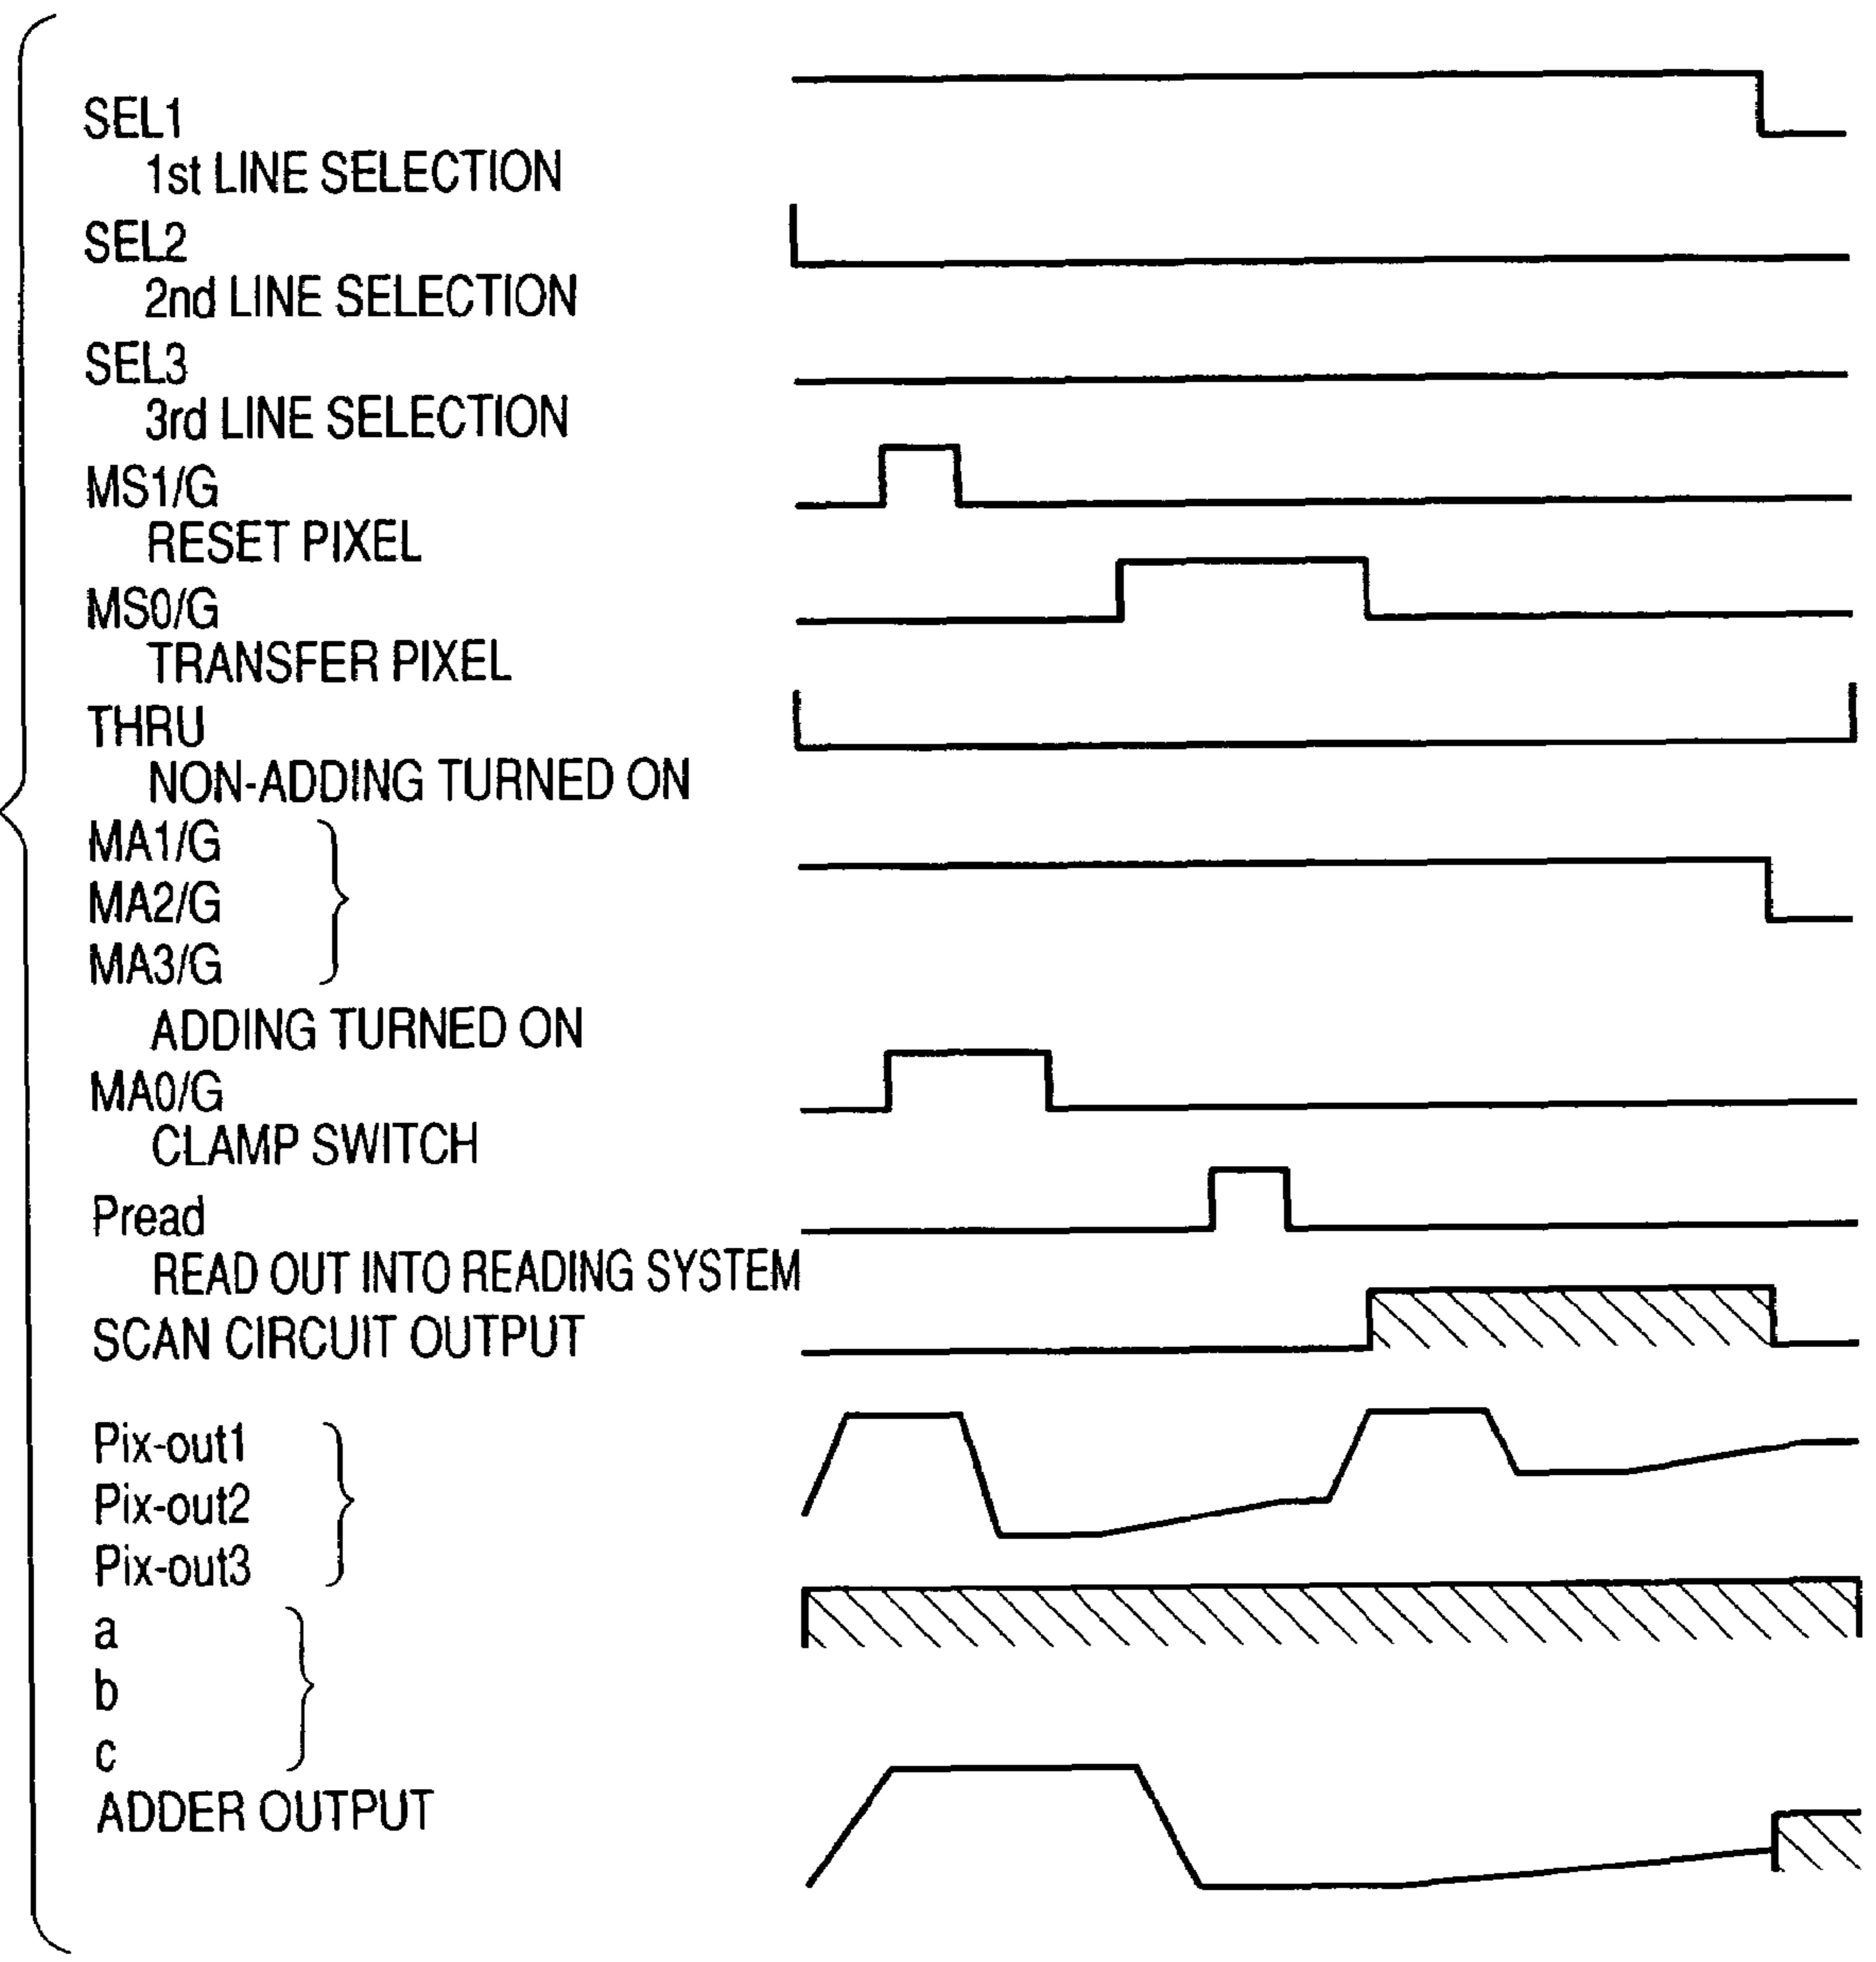 SEL1
1st LINE SELECTION
SEL2
2nd LINE SELECTION
SEL3
3rd LINE SELECTION
MS1/G
RESET PIXEL
MS0/G
TRANSFER PIXEL
THRU
NON-ADDING TURNED ON
MA1/G
MA2/G
MA3/G
ADDING TURNED ON
MA0/G
CLAMP SWITCH
Pread
READ OUT INTO READING SYSTEM
SCAN CIRCUIT OUTPUT
Pix-out1
Pix-out2
Pix-out3
a
b
c
ADDER OUTPUT